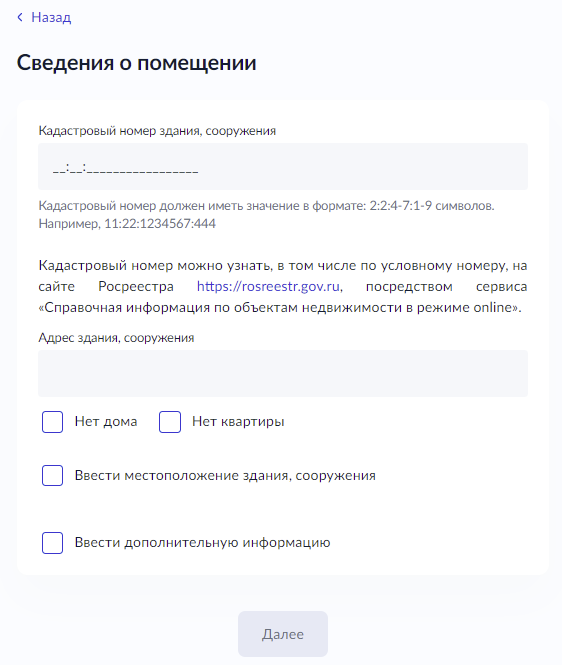 Назад
Сведения о помещении
Кадастровый номер здания, сооружения
__:__:_________________
Кадастровый номер должен иметь значение в формате: 2:2:4-7:1-9 символов.
Например, 11:22:1234567:444
Кадастровый номер можно узнать, в том числе по условному номеру, на
сайте Росреестра https://rosreestr.gov.ru, посредством сервиса
«Справочная информация по объектам недвижимости в режиме online».
Адрес здания, сооружения
Нет дома Нет квартиры
Ввести местоположение здания, сооружения
Ввести дополнительную информацию
Далее